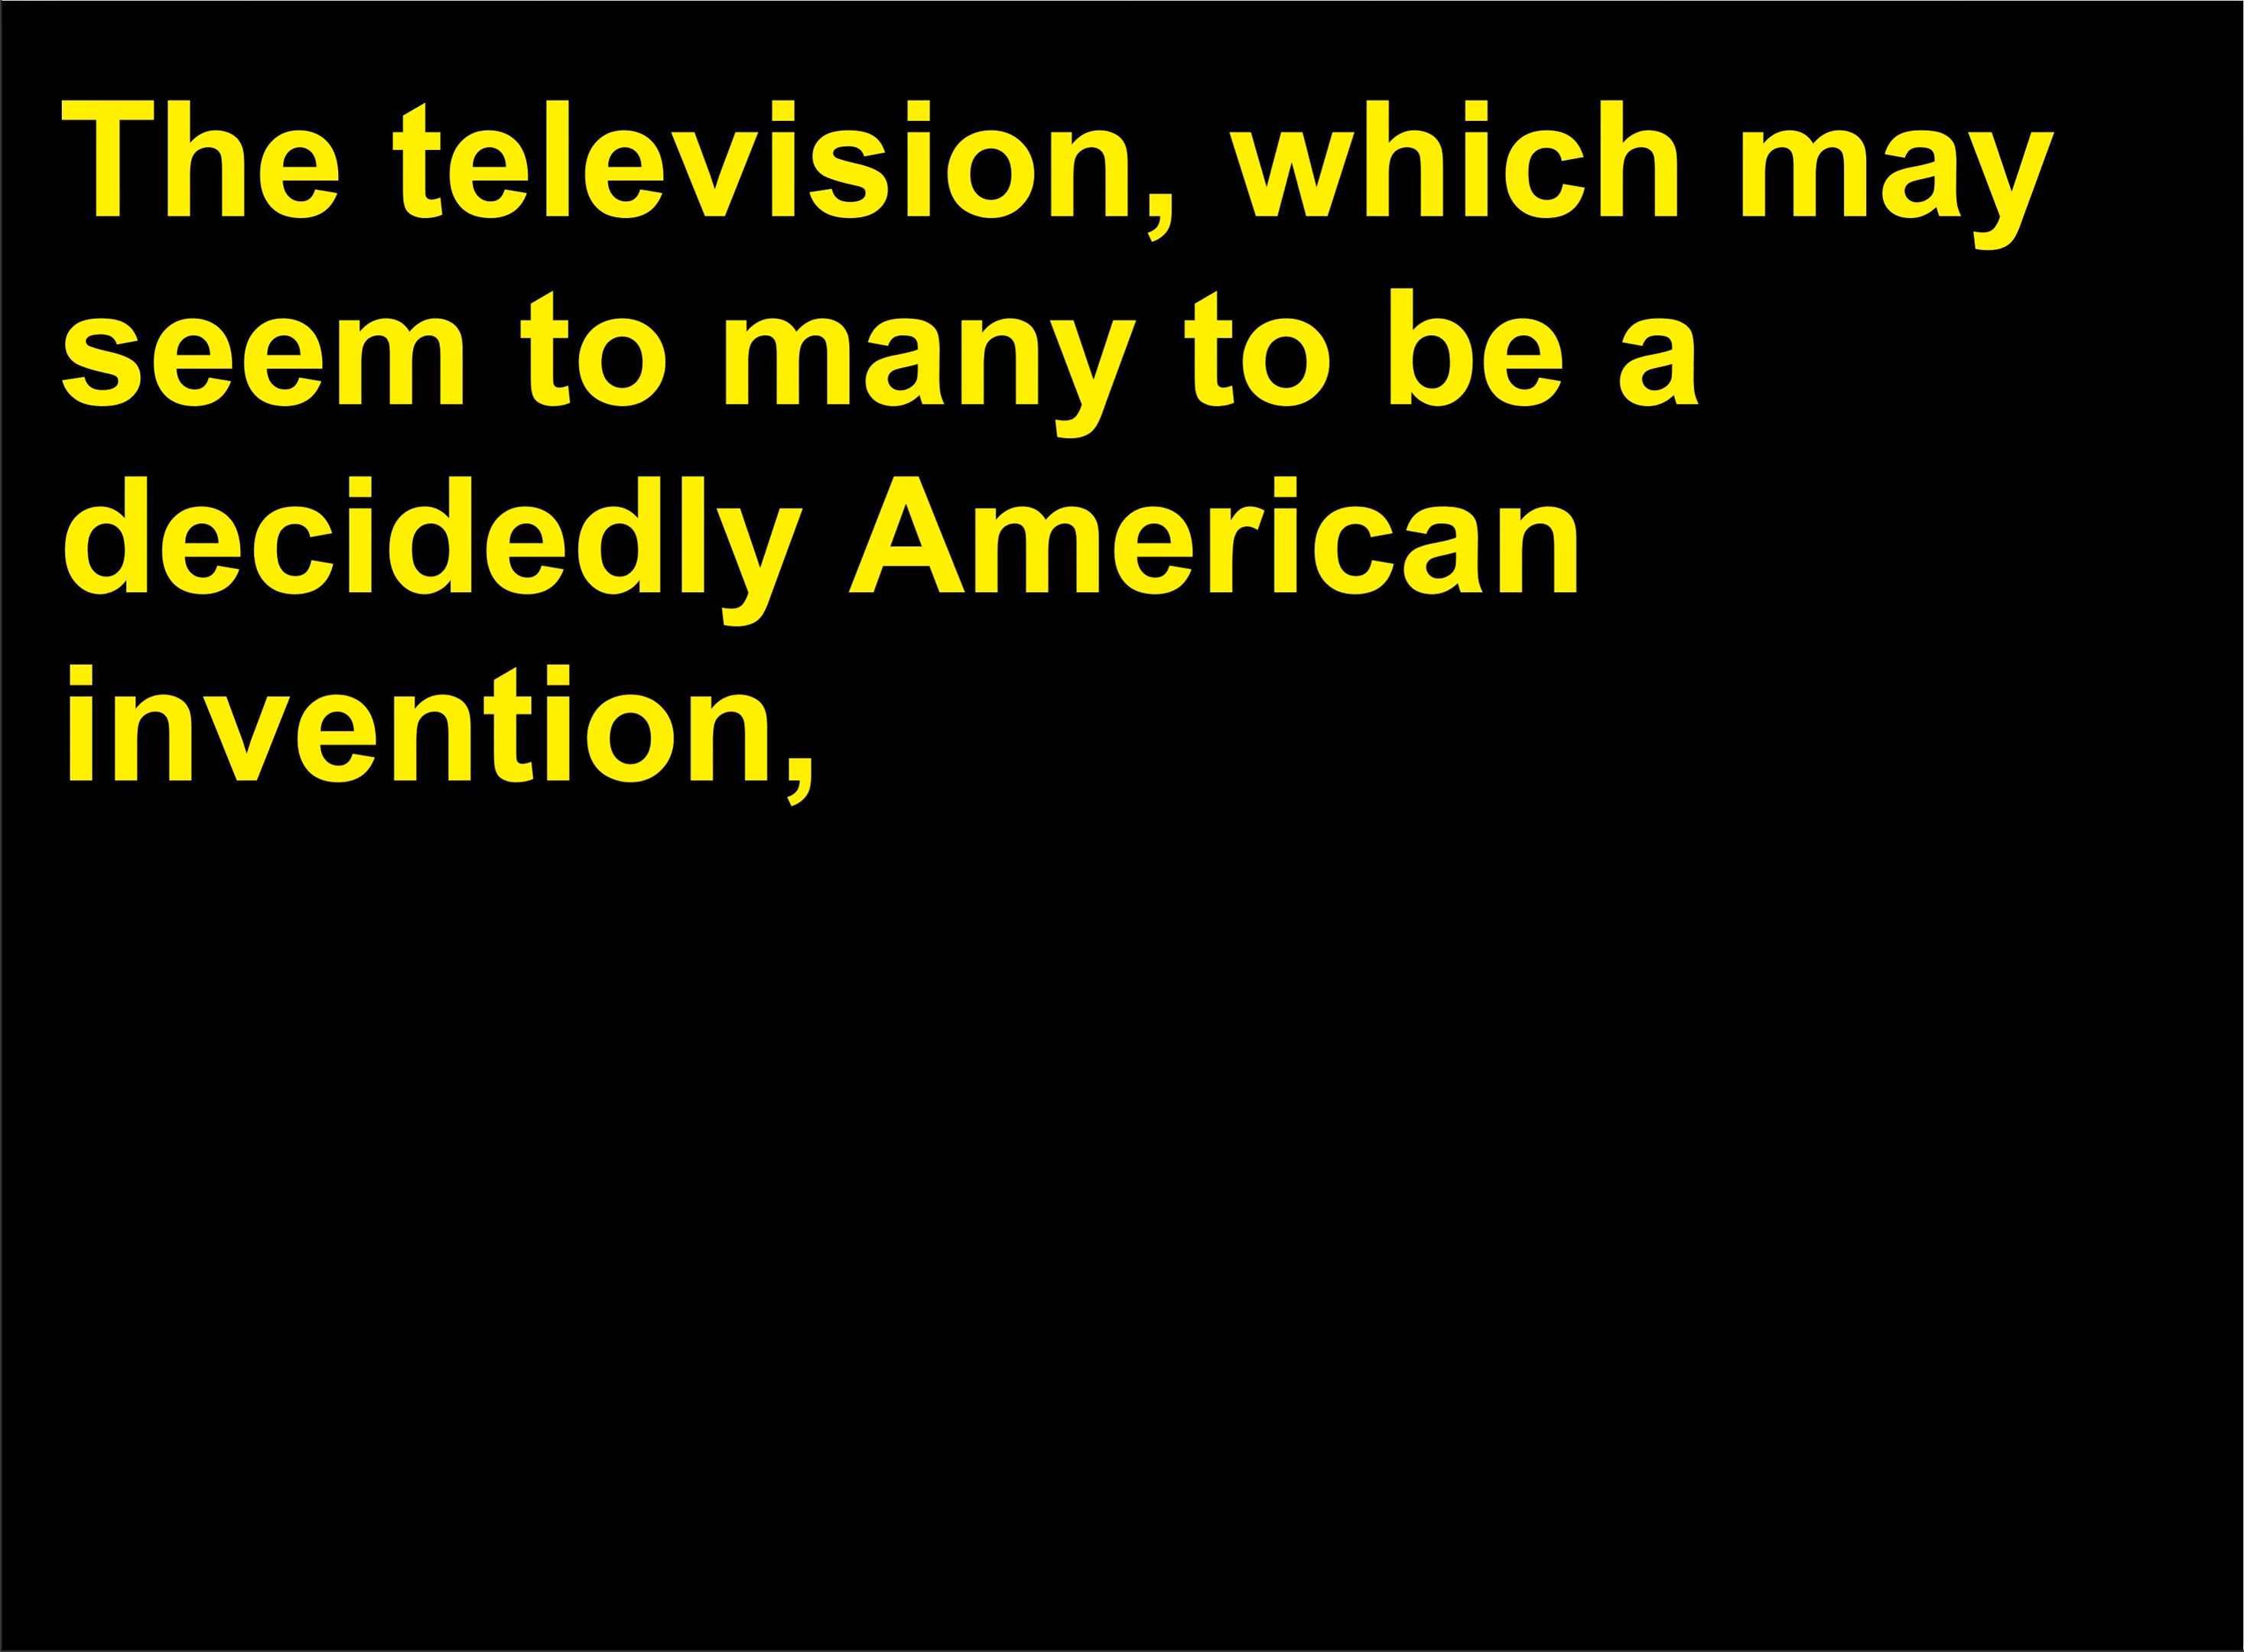 The television, which may
seem to many to be a
decidedly American
invention,